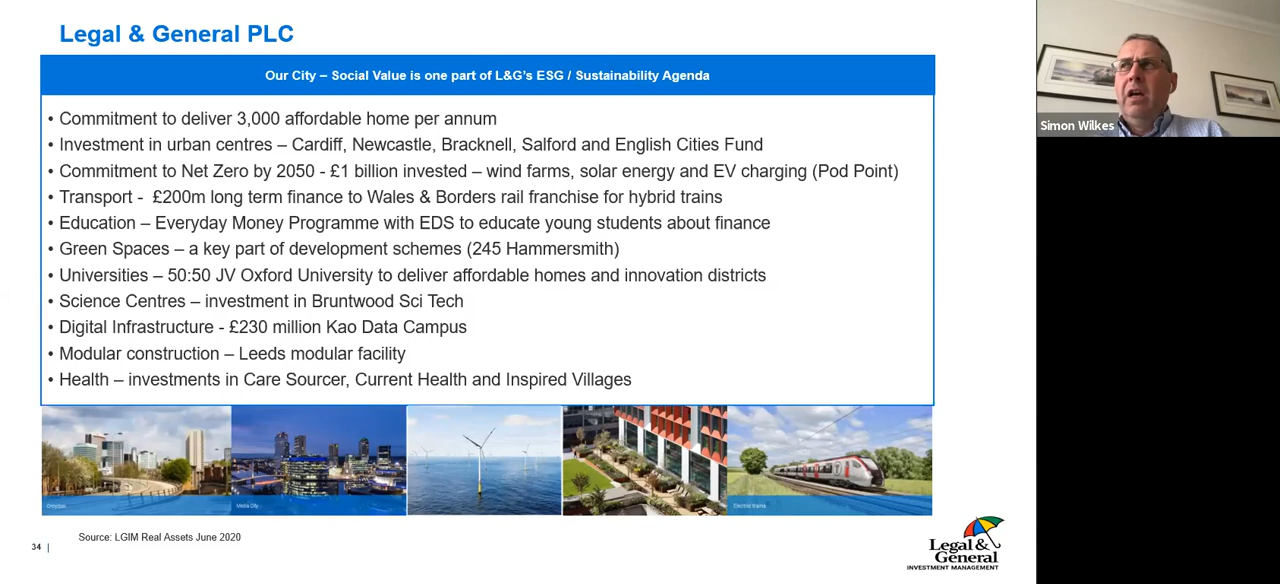 Legal & General PLC
Our City – Social Value is one part of L&G's ESG / Sustainability Agenda
• Commitment to deliver 3,000 affordable home per annum
• Investment in urban centres – Cardiff, Newcastle, Bracknell, Salford and English Cities Fund
• Commitment to Net Zero by 2050 - £1 billion invested – wind farms, solar energy and EV charging (Pod Point)
• Transport - £200m long term finance to Wales & Borders rail franchise for hybrid trains
• Education – Everyday Money Programme with EDS to educate young students about finance
• Green Spaces – a key part of development schemes (245 Hammersmith)
• Universities – 50:50 JV Oxford University to deliver affordable homes and innovation districts
• Science Centres – investment in Bruntwood Sci Tech
• Digital Infrastructure - £230 million Kao Data Campus
• Modular construction – Leeds modular facility
• Health – investments in Care Sourcer, Current Health and Inspired Villages
Croydon
Media City
Electric trains
Source: LGIM Real Assets June 2020
34 |
Legal &
General
INVESTMENT MANAGEMENT
Simon Wilkes